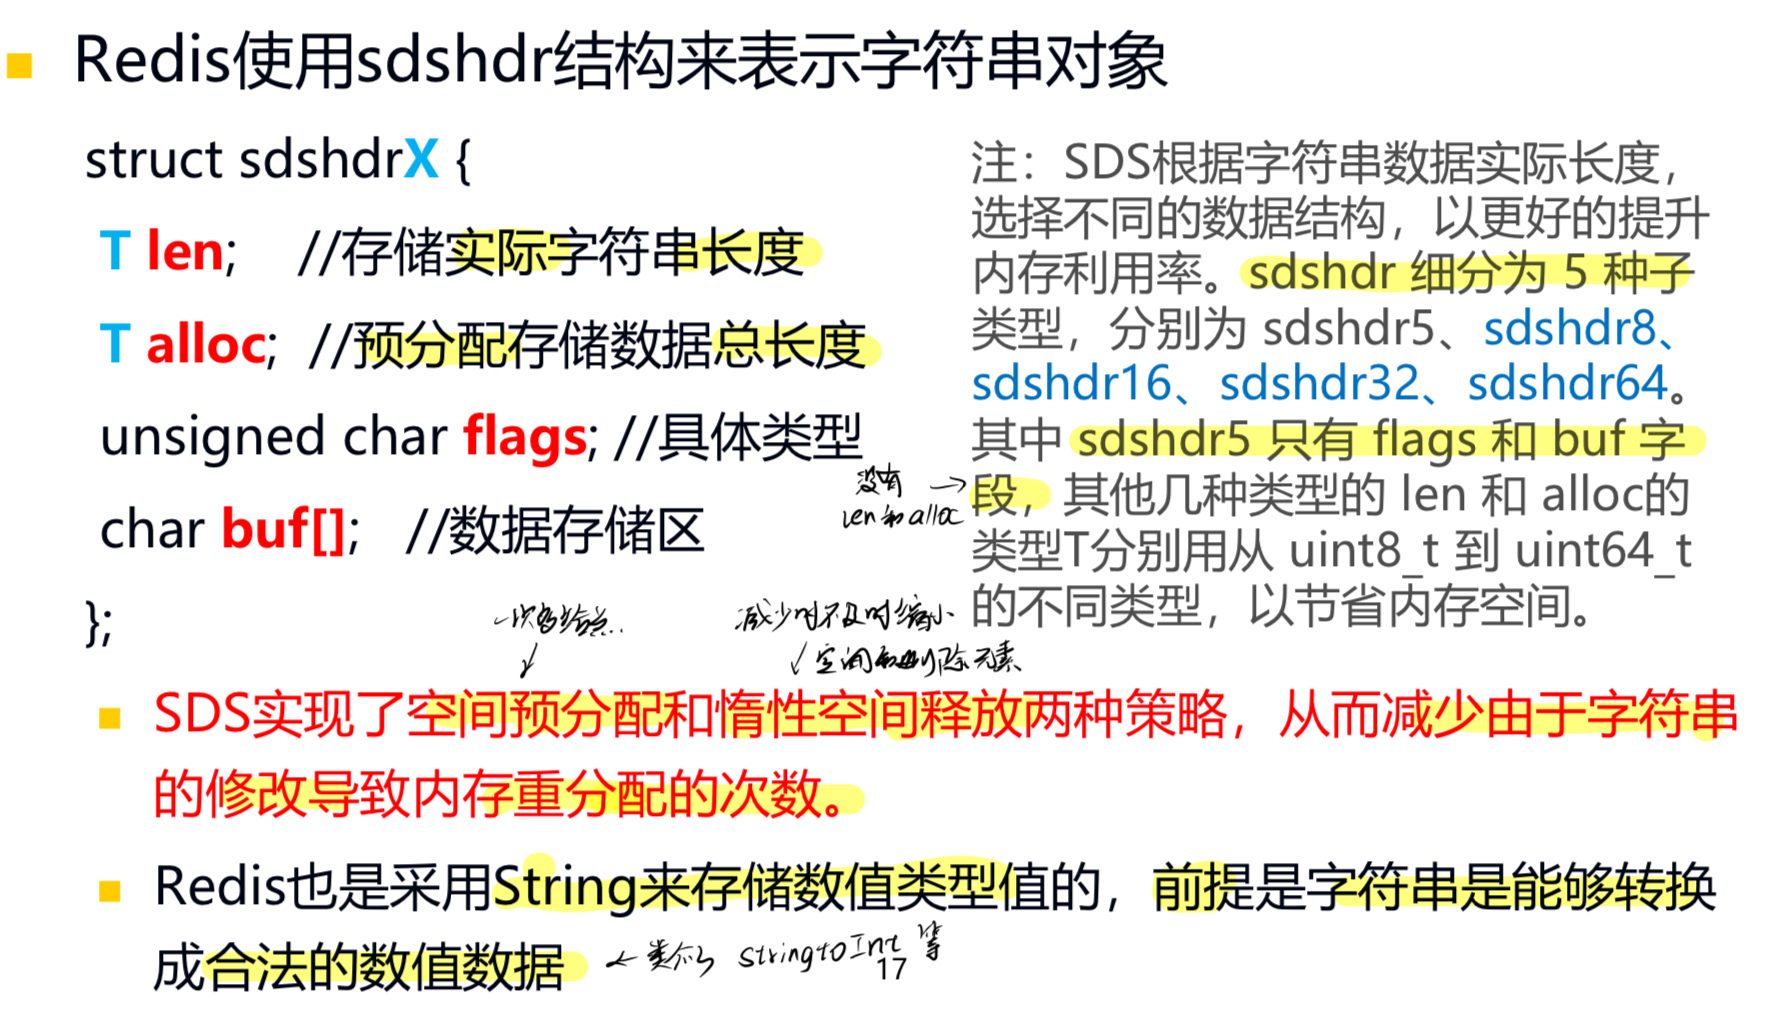 Redis使用sdshdr结构来表示字符串对象
struct sdshdrX {
T len; //存储实际字符串长度
T alloc; //预分配存储数据总长度
unsigned char flags; //具体类型
char buf[]; //数据存储区
};
注：SDS根据字符串数据实际长度，
选择不同的数据结构，以更好的提升
内存利用率。sdshdr 细分为 5 种子
类型，分别为 sdshdr5、sdshdr8、
sdshdr16、sdshdr32、sdshdr64。
其中 sdshdr5 只有 flags 和 buf 字
段，其他几种类型的 len 和 alloc的
类型T分别用从 uint8_t 到 uint64_t
的不同类型，以节省内存空间。
没有 →
len和alloc
一次多给点..
减少时不及时缩小
空间和删除元素
SDS实现了空间预分配和惰性空间释放两种策略，从而减少由于字符串
的修改导致内存重分配的次数。
Redis也是采用String来存储数值类型值的，前提是字符串是能够转换
成合法的数值数据
← 类似 stringtoInt 等
17